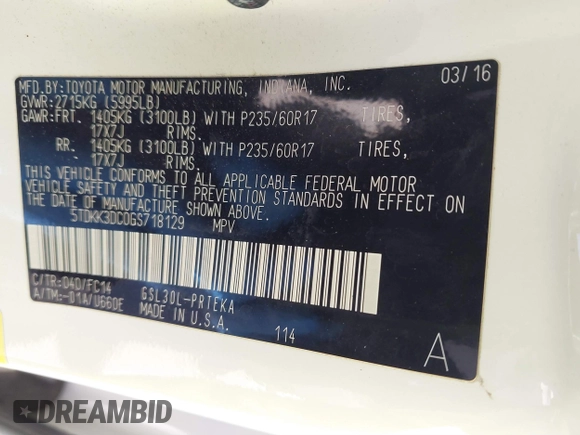 MFD.BY:TOYOTA MOTOR MANUFACTURING, INDIANA, INC. 03/16
GVWR:2715KG (5995LB)
GAWR:FRT. 1405KG (3100LB) WITH P235/60R17 TIRES,
17X7J RIMS.
RR. 1405KG (3100LB) WITH P235/60R17 TIRES,
17X7J RIMS.
THIS VEHICLE CONFORMS TO ALL APPLICABLE FEDERAL MOTOR
VEHICLE SAFETY AND THEFT PREVENTION STANDARDS IN EFFECT ON
THE DATE OF MANUFACTURE SHOWN ABOVE.
5TDKK3DC0GS718129 MPV
C/TR:040/FC14 GSL30L-PRTEKA
A/TM:-01A/U660E MADE IN U.S.A. 114
A
DREAMBID